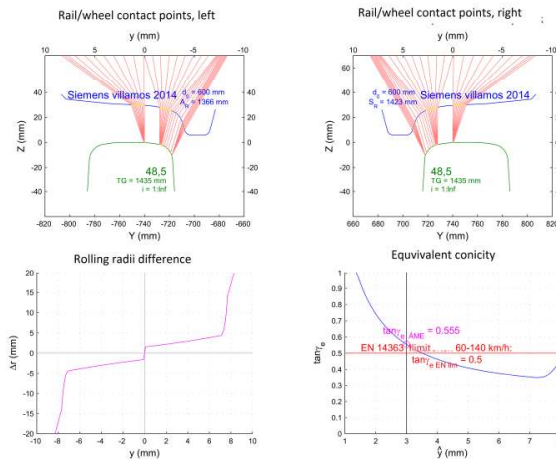 Rail/wheel contact points, left
y (mm)
10 5 0 -5 -10
40
20
0
-20
-40
Z (mm)
Siemens villamos 2014
d0 = 600 mm
AR = 1366 mm
48,5
TG = 1435 mm
i = 1:Inf
-820 -800 -780 -760 -740 -720 -700 -680 -660
Y (mm)
Rail/wheel contact points, right
y (mm)
10 5 0 -5 -10
40
20
0
-20
-40
Z (mm)
d0 = 600 mm
SR = 1423 mm
Siemens villamos 2014
48,5
TG = 1435 mm
i = 1:Inf
660 680 700 720 740 760 780 800 820
Y (mm)
Rolling radii difference
20
15
10
5
0
-5
-10
-15
-20
Δr (mm)
-10 -8 -6 -4 -2 0 2 4 6 8 10
y (mm)
Equvivalent conicity
1
0.9
0.8
0.7
0.6
0.5
0.4
0.3
0.2
0.1
0
tanγe
tanγe, AME = 0.555
EN 14363 limit 60-140 km/h:
tanγe EN lim = 0.5
1 2 3 4 5 6 7
ŷ (mm)